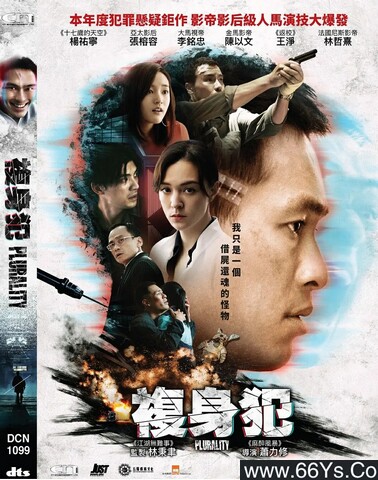 本年度犯罪懸疑鉅作 影帝影后級人馬演技大爆發
《十七歲的天空》 亞太影后 大馬視帝 金馬影帝 《返校》 法國尼斯影帝
楊祐寧 張榕容 李銘忠 陳以文 王淨 林哲熹
我只是一個
借屍還魂的怪物
複身犯
PLURALITY
《江湖無難事》
監製 林秉聿
《麻醉風暴》
導演 蕭力修
複身犯
PLURALITY
DCN
1099
dts
JUST
www.66Ys.Co